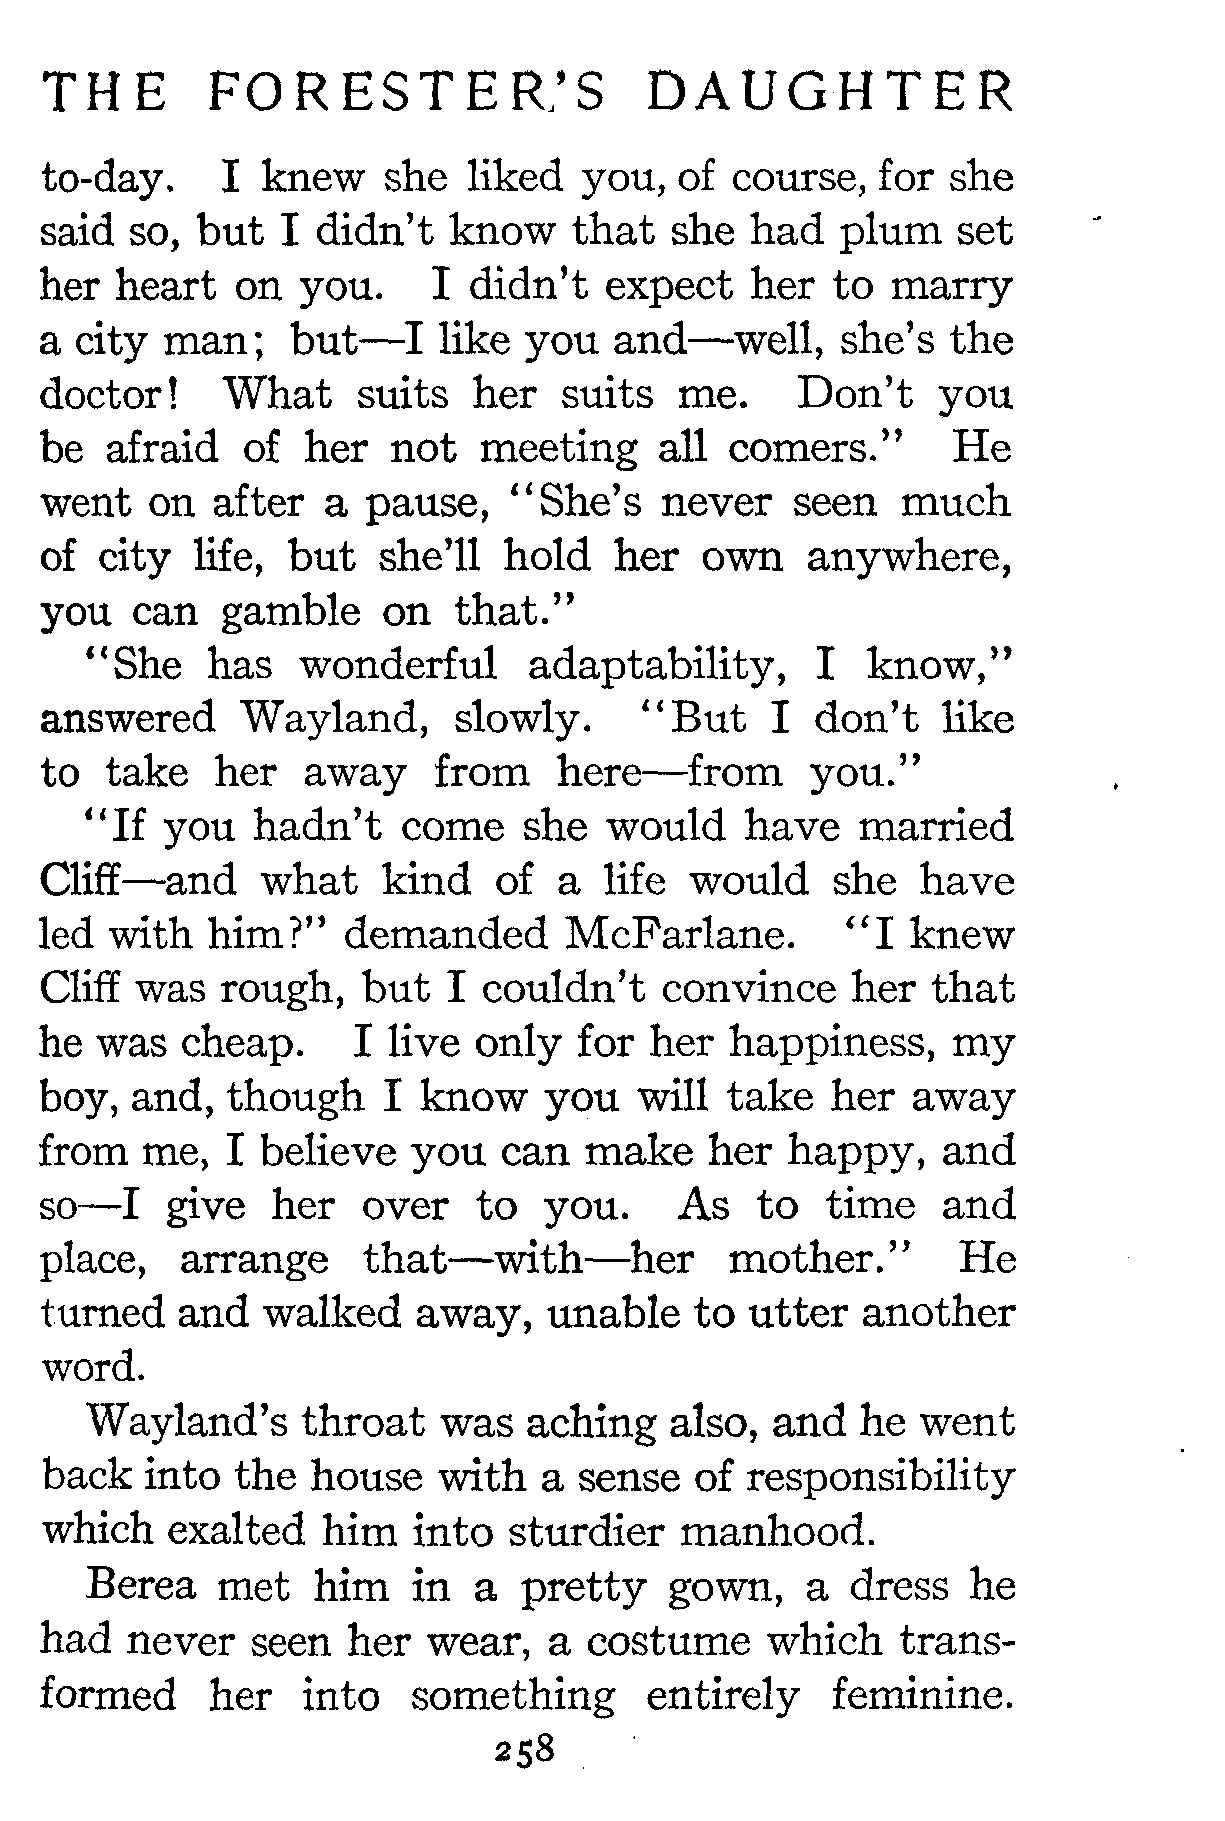 THE FORESTER'S DAUGHTER
to-day. I knew she liked you, of course, for she
said so, but I didn't know that she had plum set
her heart on you. I didn't expect her to marry
a city man; but—I like you and—well, she's the
doctor! What suits her suits me. Don't you
be afraid of her not meeting all comers." He
went on after a pause, "She's never seen much
of city life, but she'll hold her own anywhere,
you can gamble on that."
"She has wonderful adaptability, I know,"
answered Wayland, slowly. "But I don't like
to take her away from here—from you."
"If you hadn't come she would have married
Cliff—and what kind of a life would she have
led with him?" demanded McFarlane. "I knew
Cliff was rough, but I couldn't convince her that
he was cheap. I live only for her happiness, my
boy, and, though I know you will take her away
from me, I believe you can make her happy, and
so—I give her over to you. As to time and
place, arrange that—with—her mother." He
turned and walked away, unable to utter another
word.
Wayland's throat was aching also, and he went
back into the house with a sense of responsibility
which exalted him into sturdier manhood.
Berea met him in a pretty gown, a dress he
had never seen her wear, a costume which trans-
formed her into something entirely feminine.
258